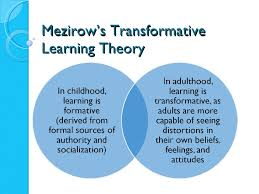 Mezirow's Transformative
Learning Theory
In childhood,
learning is
formative
(derived from
formal sources of
authority and
socialization)
In adulthood,
learning is
transformative, as
adults are more
capable of seeing
distortions in
their own beliefs,
feelings, and
attitudes